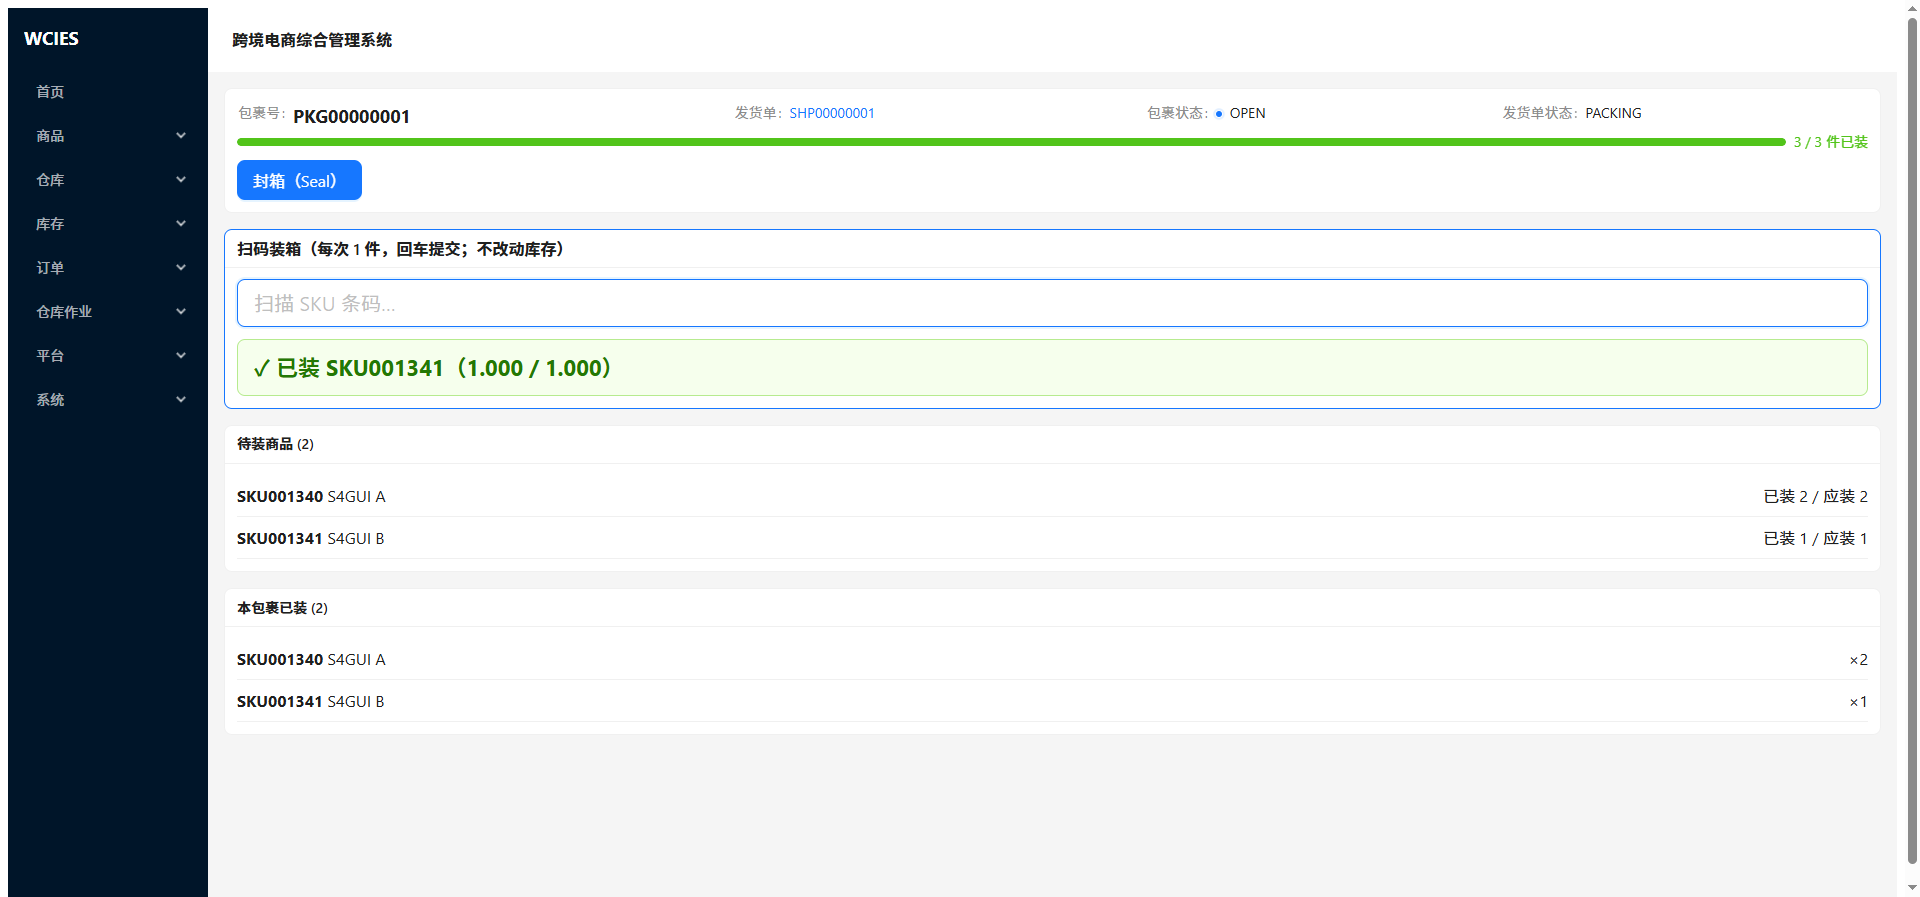 WCIES
首页
商品
仓库
库存
订单
仓库作业
平台
系统
跨境电商综合管理系统
包裹号: PKG00000001
发货单: SHP00000001
包裹状态: OPEN
发货单状态: PACKING
3 / 3 件已装
封箱（Seal）
扫码装箱（每次 1 件，回车提交；不改动库存）
扫描 SKU 条码...
✓ 已装 SKU001341（1.000 / 1.000）
待装商品 (2)
SKU001340 S4GUI A 已装 2 / 应装 2
SKU001341 S4GUI B 已装 1 / 应装 1
本包裹已装 (2)
SKU001340 S4GUI A ×2
SKU001341 S4GUI B ×1